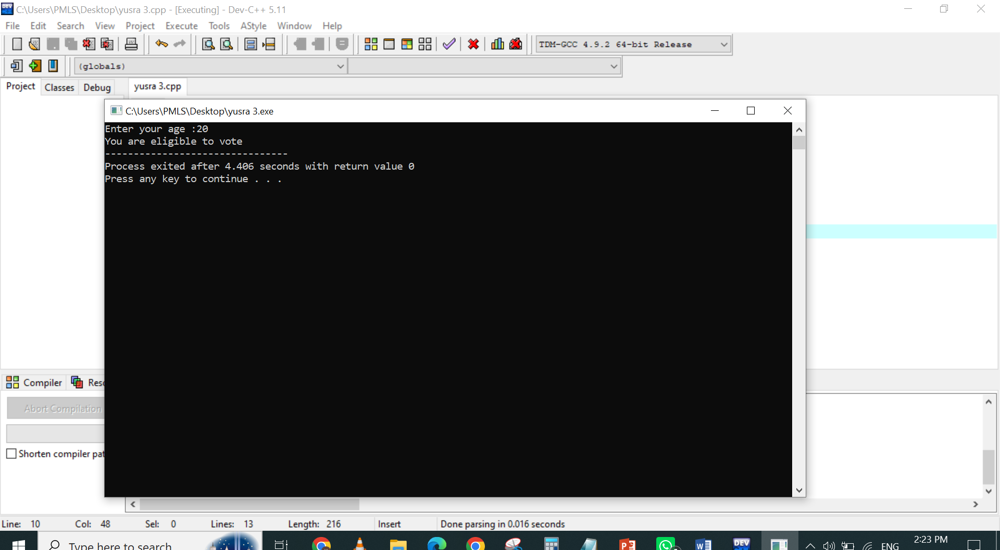 C:\Users\PMLS\Desktop\yusra 3.cpp - [Executing] - Dev-C++ 5.11
File Edit Search View Project Execute Tools AStyle Window Help
TDM-GCC 4.9.2 64-bit Release
(globals)
Project Classes Debug yusra 3.cpp
C:\Users\PMLS\Desktop\yusra 3.exe
Enter your age :20
You are eligible to vote
--------------------------------
Process exited after 4.406 seconds with return value 0
Press any key to continue . . .
Compiler
Abort Compilation
Shorten compiler
Line: 10 Col: 48 Sel: 0 Lines: 13 Length: 216 Insert Done parsing in 0.016 seconds
Type here to search
DEV
ENG
2:23 PM